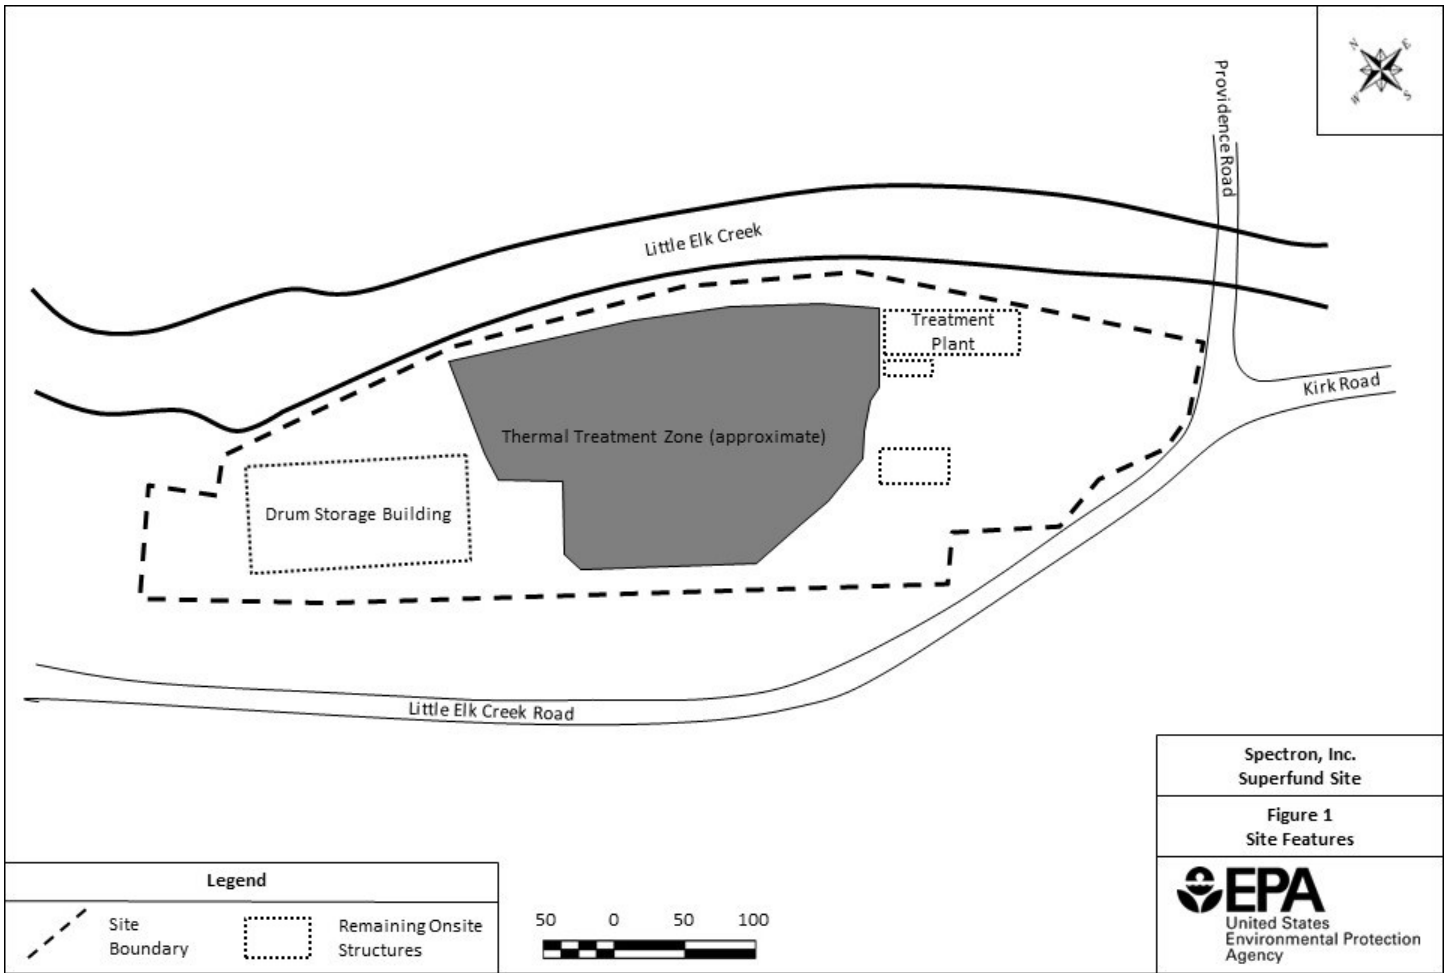 N
E
W
S
Providence Road
Little Elk Creek
Treatment
Plant
Kirk Road
Thermal Treatment Zone (approximate)
Drum Storage Building
Little Elk Creek Road
Spectron, Inc.
Superfund Site
Figure 1
Site Features
EPA
United States
Environmental Protection
Agency
Legend
Site
Boundary
Remaining Onsite
Structures
50 0 50 100